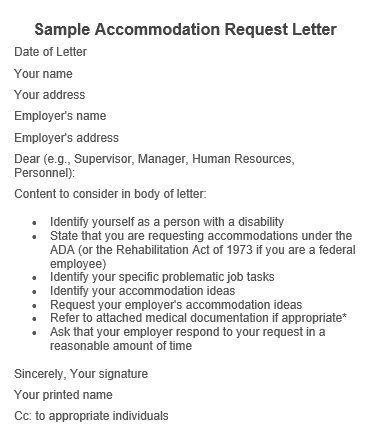 Sample Accommodation Request Letter
Date of Letter
Your name
Your address
Employer's name
Employer's address
Dear (e.g., Supervisor, Manager, Human Resources,
Personnel):
Content to consider in body of letter:
• Identify yourself as a person with a disability
• State that you are requesting accommodations under the
ADA (or the Rehabilitation Act of 1973 if you are a federal
employee)
• Identify your specific problematic job tasks
• Identify your accommodation ideas
• Request your employer's accommodation ideas
• Refer to attached medical documentation if appropriate*
• Ask that your employer respond to your request in a
reasonable amount of time
Sincerely, Your signature
Your printed name
Cc: to appropriate individuals